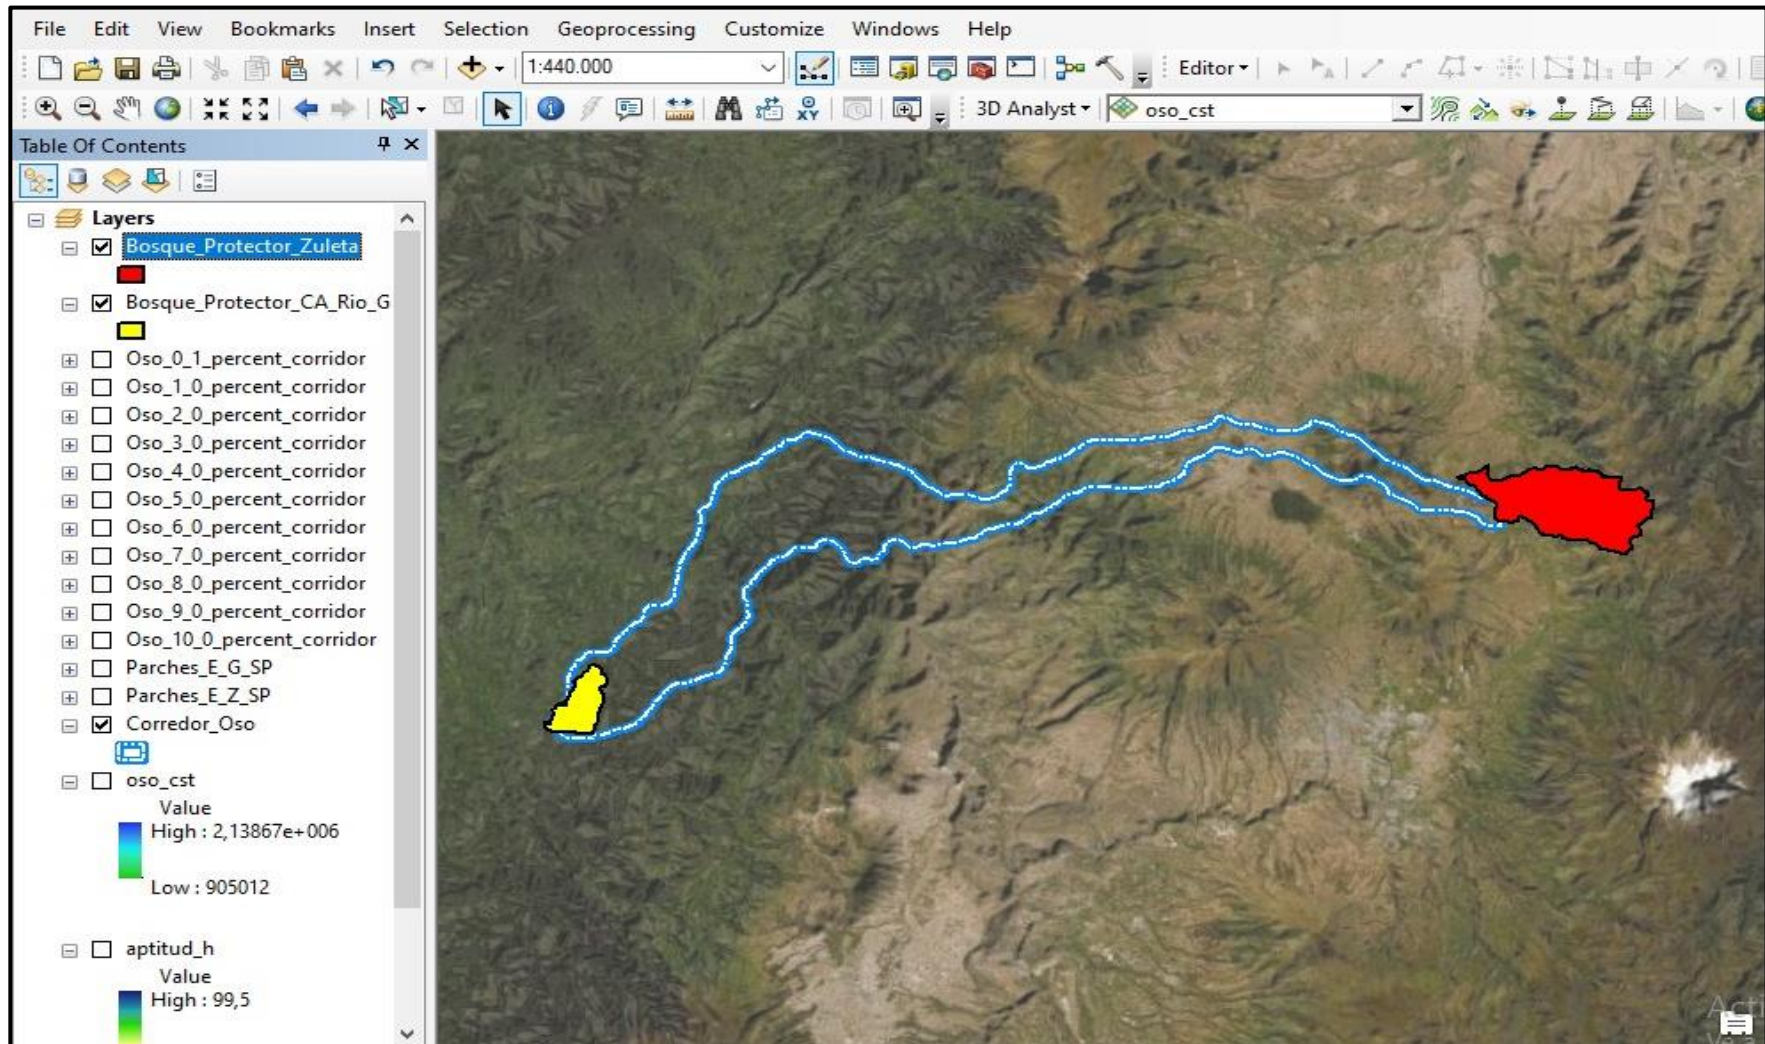 File Edit View Bookmarks Insert Selection Geoprocessing Customize Windows Help
1:440.000 Editor
3D Analyst oso_cst
Table Of Contents
Layers
Bosque_Protector_Zuleta
Bosque_Protector_CA_Rio_G
Oso_0_1_percent_corridor
Oso_1_0_percent_corridor
Oso_2_0_percent_corridor
Oso_3_0_percent_corridor
Oso_4_0_percent_corridor
Oso_5_0_percent_corridor
Oso_6_0_percent_corridor
Oso_7_0_percent_corridor
Oso_8_0_percent_corridor
Oso_9_0_percent_corridor
Oso_10_0_percent_corridor
Parches_E_G_SP
Parches_E_Z_SP
Corredor_Oso
oso_cst
Value
High : 2,13867e+006
Low : 905012
aptitud_h
Value
High : 99,5
Acti